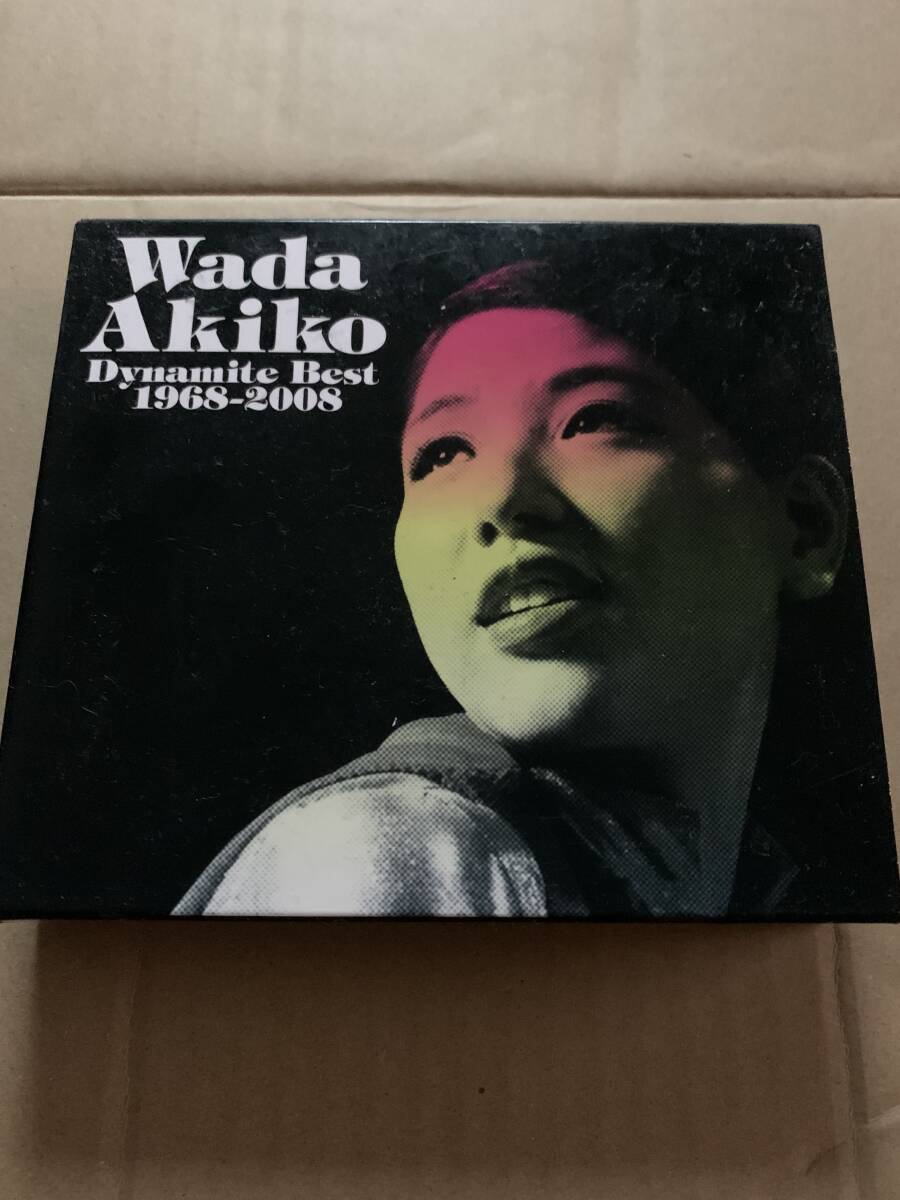 Wada
Akiko
Dynamite Best
1968-2008